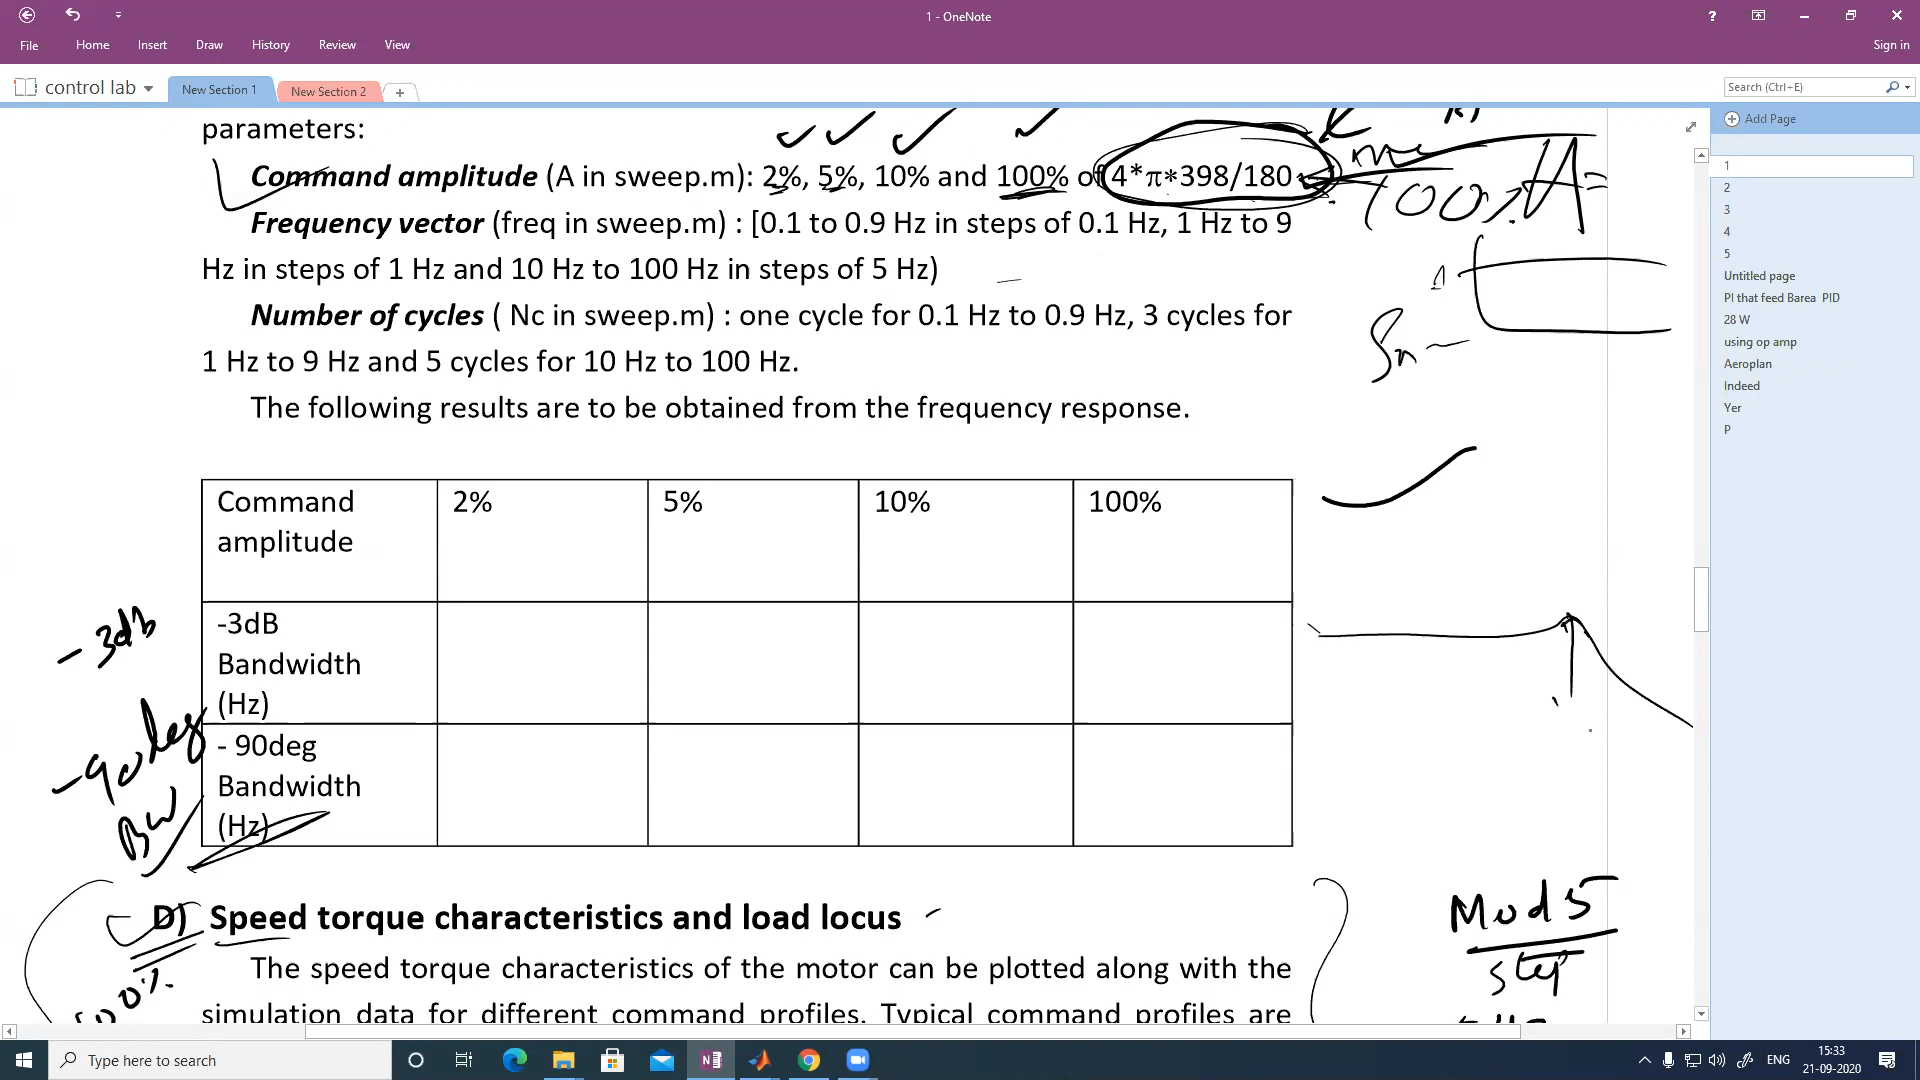 1 - OneNote
?
File
Home
Insert
Draw
History
Review
View
Sign in
control lab
New Section 1
New Section 2
Search (Ctrl+E)
Add Page
1
2
3
4
5
Untitled page
PI that feed Barea PID
28 W
using op amp
Aeroplan
Indeed
Yer
P
parameters:
Command amplitude (A in sweep.m): 2%, 5%, 10% and 100% of (4*π*398/180
100%
A=
Frequency vector (freq in sweep.m) : [0.1 to 0.9 Hz in steps of 0.1 Hz, 1 Hz to 9
Hz in steps of 1 Hz and 10 Hz to 100 Hz in steps of 5 Hz)
Number of cycles ( Nc in sweep.m) : one cycle for 0.1 Hz to 0.9 Hz, 3 cycles for
1 Hz to 9 Hz and 5 cycles for 10 Hz to 100 Hz.
The following results are to be obtained from the frequency response.
Command amplitude 2% 5% 10% 100%
-3dB Bandwidth (Hz)
- 90deg Bandwidth (Hz)
-3db
-90deg
BW
D) Speed torque characteristics and load locus
The speed torque characteristics of the motor can be plotted along with the
simulation data for different command profiles. Typical command profiles are
Mod 5
step
Type here to search
ENG
15:33
21-09-2020